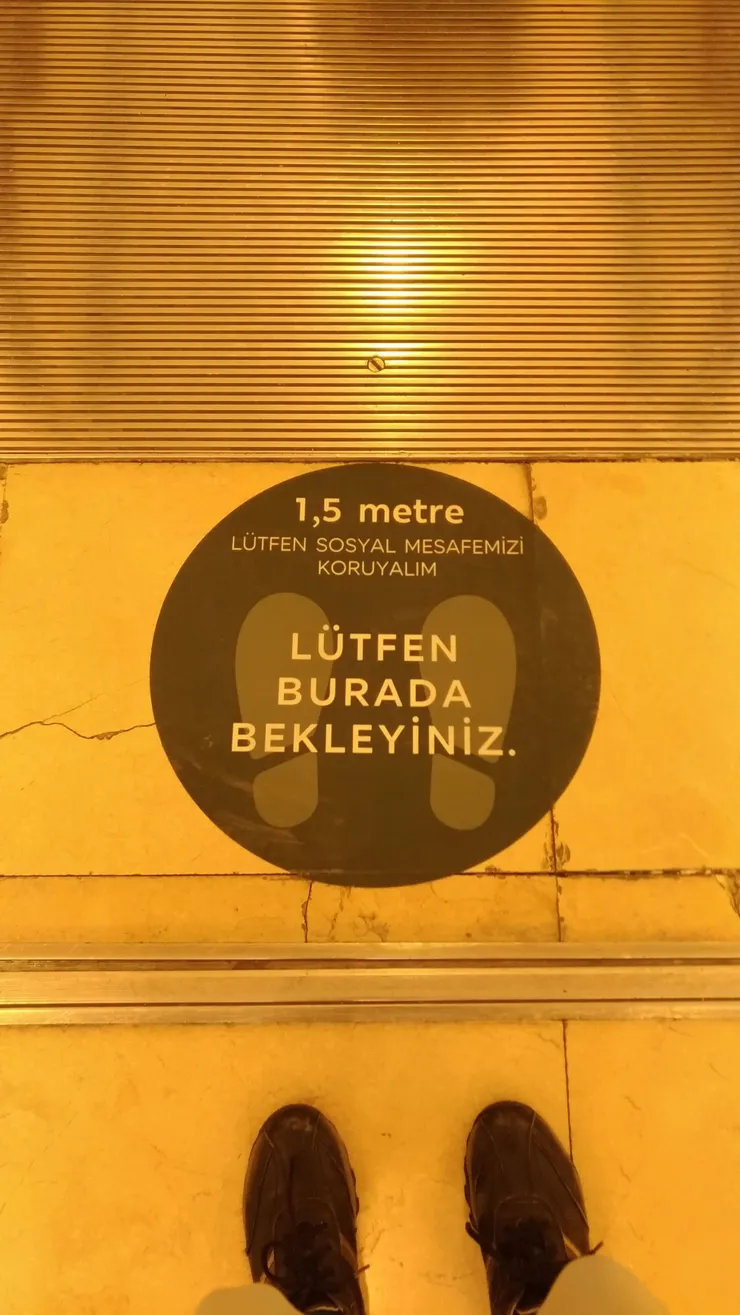 1,5 metre
LÜTFEN SOSYAL MESAFEMİZİ
KORUYALIM
LÜTFEN
BURADA
BEKLEYİNİZ.